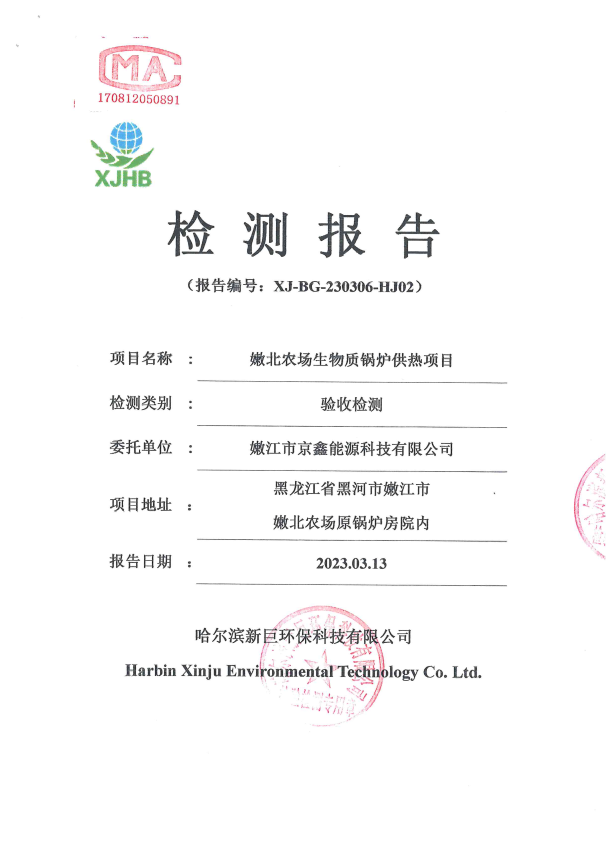 CMA
170812050891
XJHB
检测报告
（报告编号：XJ-BG-230306-HJ02）
项目名称 : 嫩北农场生物质锅炉供热项目
检测类别 : 验收检测
委托单位 : 嫩江市京鑫能源科技有限公司
项目地址 : 黑龙江省黑河市嫩江市
嫩北农场原锅炉房院内
报告日期 : 2023.03.13
哈尔滨新巨环保科技有限公司
Harbin Xinju Environmental Technology Co. Ltd.